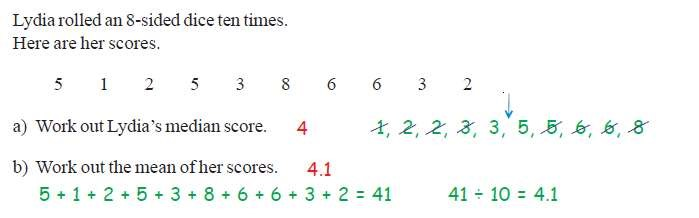 Lydia rolled an 8-sided dice ten times.
Here are her scores.
5 1 2 5 3 8 6 6 3 2
a) Work out Lydia's median score. 4 1, 2, 2, 3, 3, 5, 5, 6, 6, 8
b) Work out the mean of her scores. 4.1
5 + 1 + 2 + 5 + 3 + 8 + 6 + 6 + 3 + 2 = 41 41 ÷ 10 = 4.1